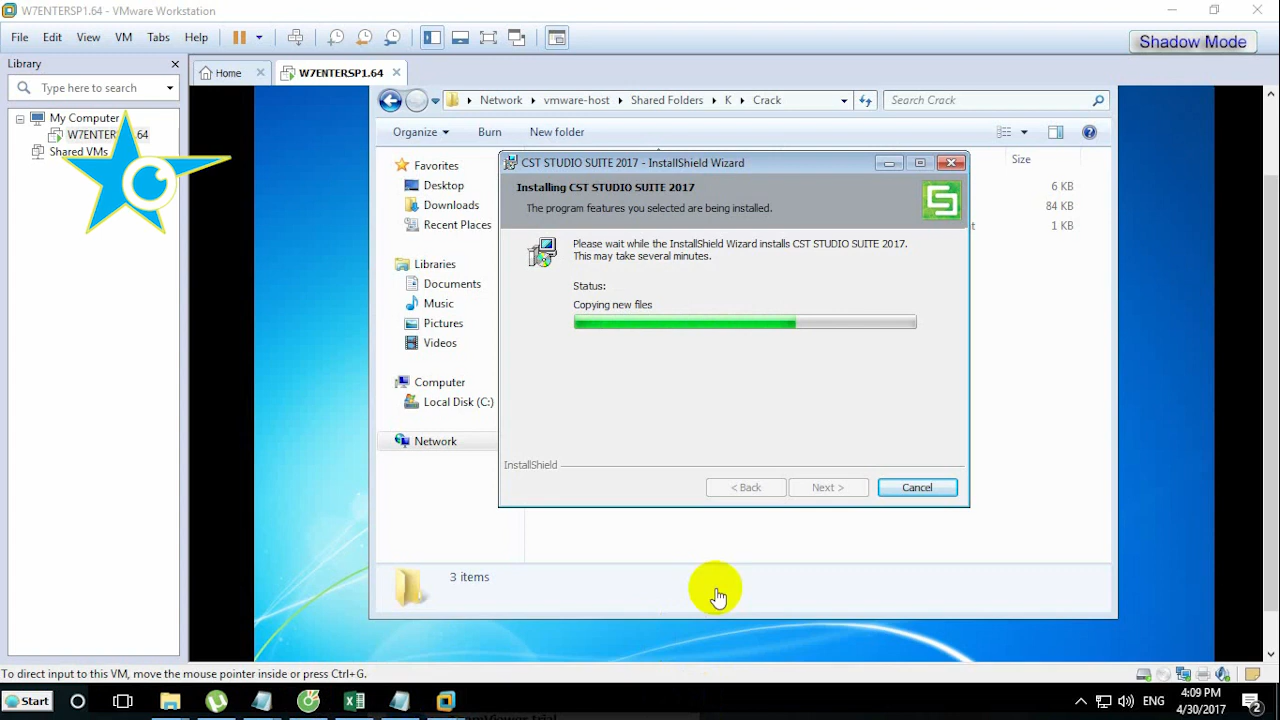 W7ENTERSP1.64 - VMware Workstation
File Edit View VM Tabs Help
Shadow Mode
Library
Type here to search
My Computer
W7ENTER 64
Shared VMs
Home
W7ENTERSP1.64
Network vmware-host Shared Folders K Crack
Search Crack
Organize Burn New folder
Favorites
Desktop
Downloads
Recent Places
Libraries
Documents
Music
Pictures
Videos
Computer
Local Disk (C:)
Network
Size
6 KB
84 KB
1 KB
CST STUDIO SUITE 2017 - InstallShield Wizard
Installing CST STUDIO SUITE 2017
The program features you selected are being installed.
Please wait while the InstallShield Wizard installs CST STUDIO SUITE 2017.
This may take several minutes.
Status:
Copying new files
InstallShield
< Back Next > Cancel
3 items
To direct input to this VM, move the mouse pointer inside or press Ctrl+G.
Start
ENG
4:09 PM
4/30/2017
2